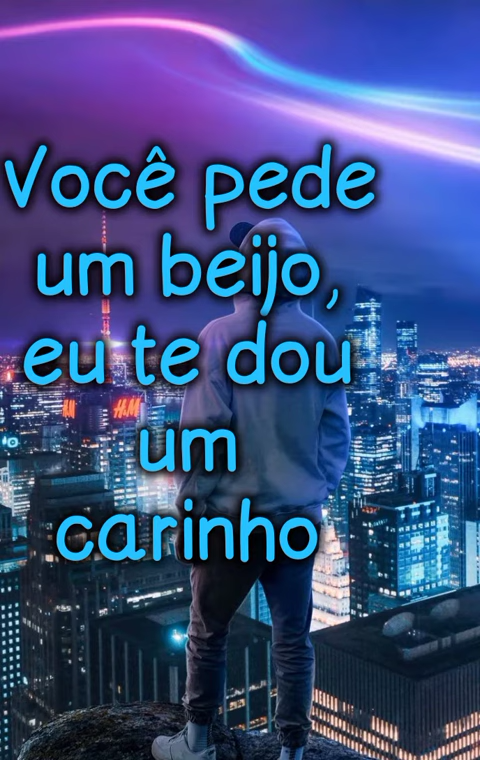 Você pede
um beijo,
eu te dou
um
carinho
H&M